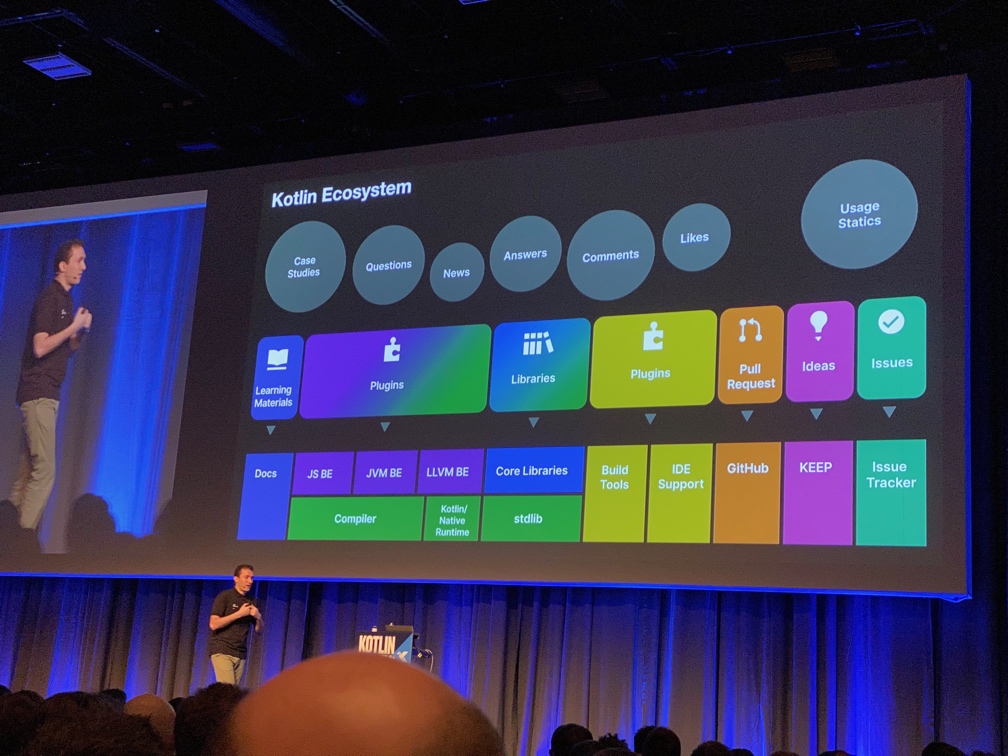 Kotlin Ecosystem
Case
Studies
Questions
News
Answers
Comments
Likes
Usage
Statics
Learning
Materials
Plugins
Libraries
Plugins
Pull
Request
Ideas
Issues
Docs
JS BE
JVM BE
LLVM BE
Core Libraries
Build
Tools
IDE
Support
GitHub
KEEP
Issue
Tracker
Compiler
Kotlin/
Native
Runtime
stdlib
KOTLIN